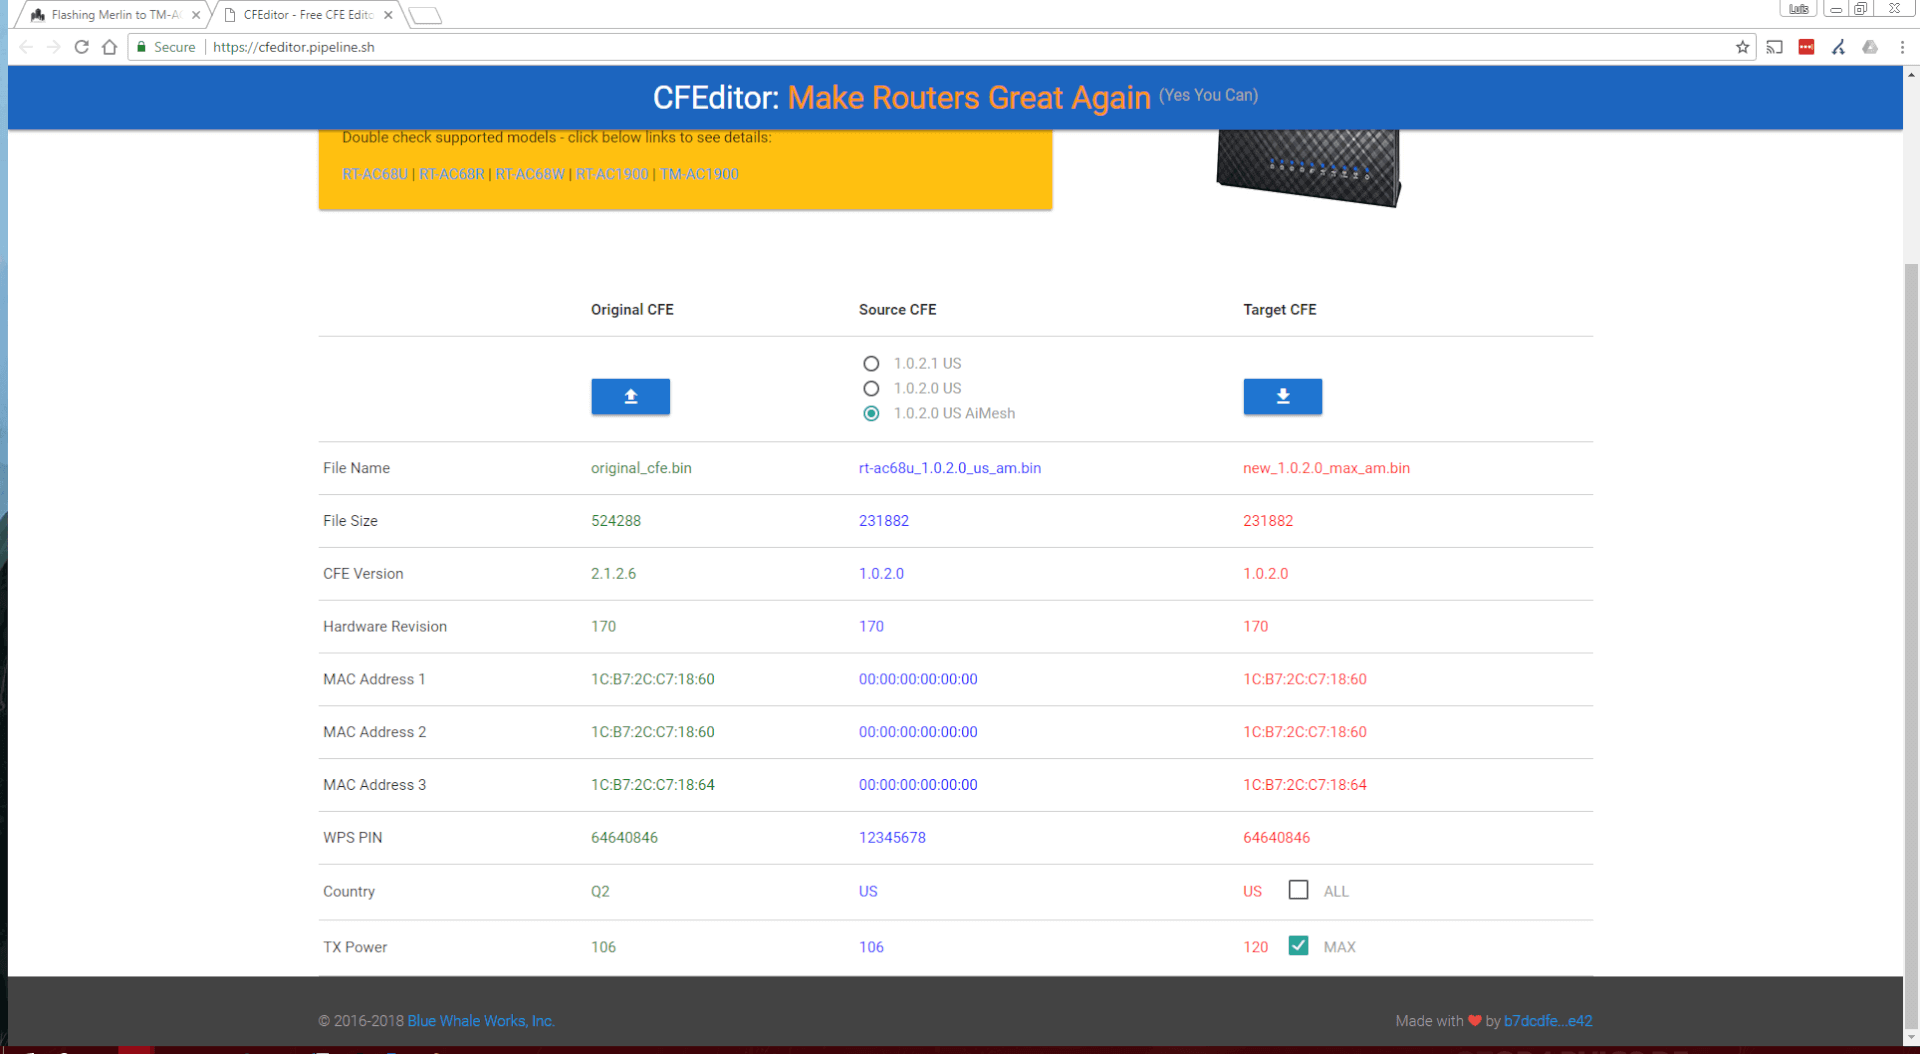 Flashing Merlin to TM-A
CFEditor - Free CFE Edito
Luis
Secure
https://cfeditor.pipeline.sh
CFEditor: Make Routers Great Again (Yes You Can)
Double check supported models - click below links to see details:
RT-AC68U | RT-AC68R | RT-AC68W | RT-AC1900 | TM-AC1900
Original CFE Source CFE Target CFE
1.0.2.1 US
1.0.2.0 US
1.0.2.0 US AiMesh
File Name original_cfe.bin rt-ac68u_1.0.2.0_us_am.bin new_1.0.2.0_max_am.bin
File Size 524288 231882 231882
CFE Version 2.1.2.6 1.0.2.0 1.0.2.0
Hardware Revision 170 170 170
MAC Address 1 1C:B7:2C:C7:18:60 00:00:00:00:00:00 1C:B7:2C:C7:18:60
MAC Address 2 1C:B7:2C:C7:18:60 00:00:00:00:00:00 1C:B7:2C:C7:18:60
MAC Address 3 1C:B7:2C:C7:18:64 00:00:00:00:00:00 1C:B7:2C:C7:18:64
WPS PIN 64640846 12345678 64640846
Country Q2 US US ALL
TX Power 106 106 120 MAX
© 2016-2018 Blue Whale Works, Inc.
Made with ❤ by b7dcdfe...e42